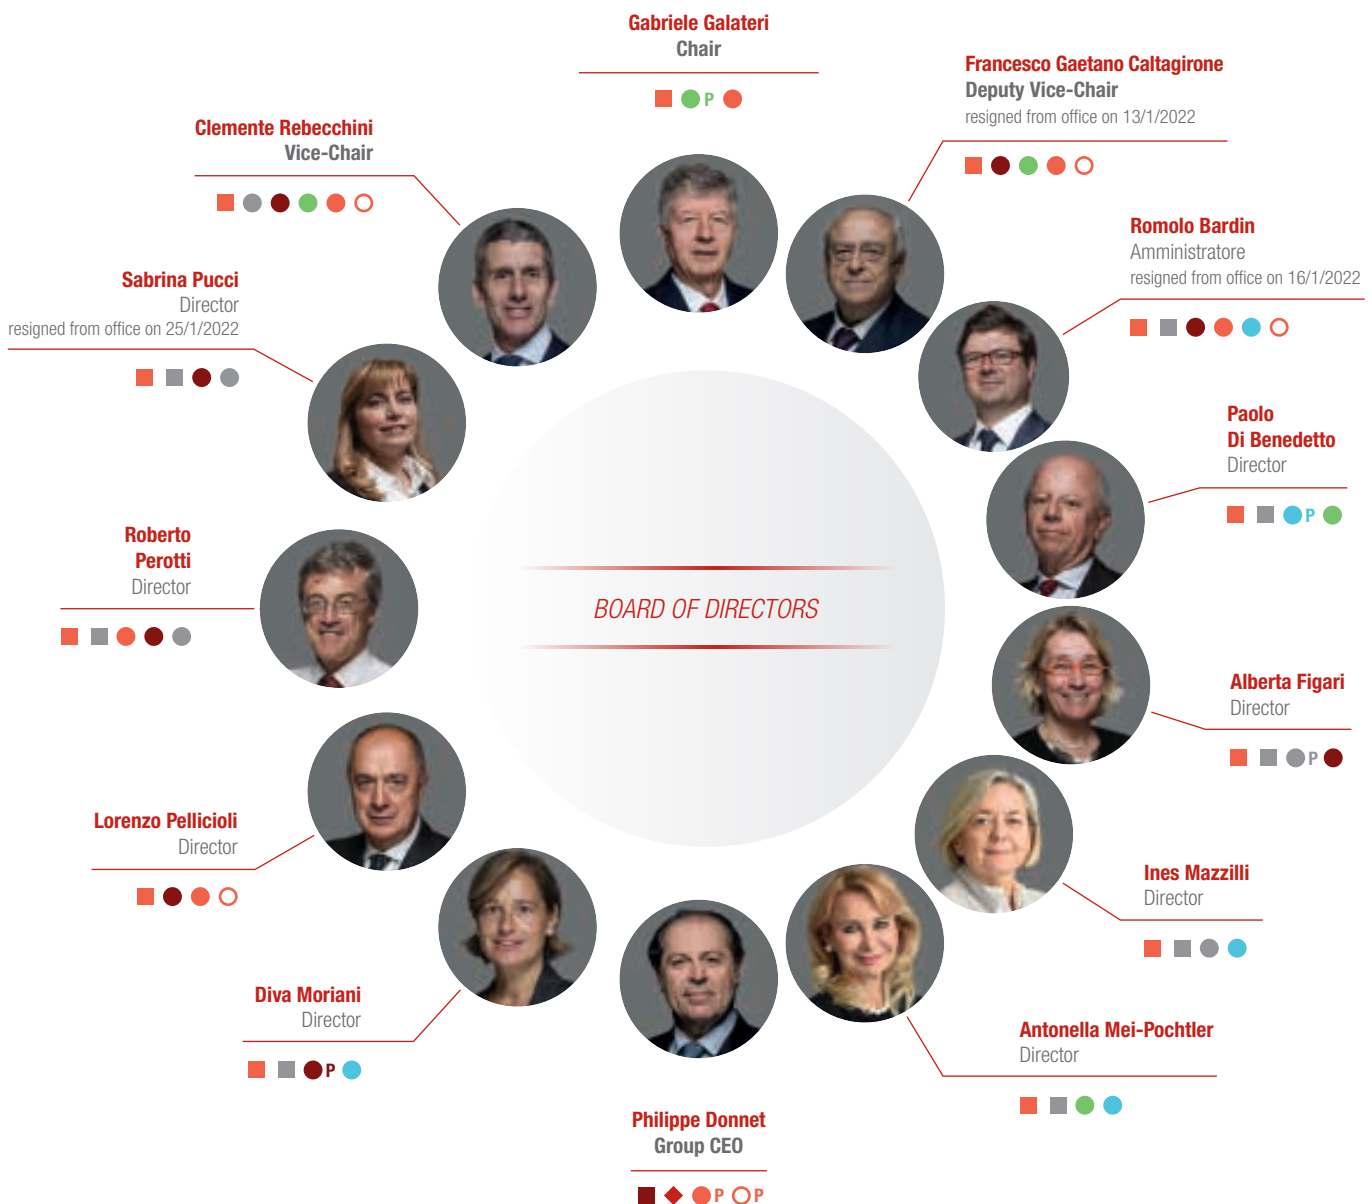 Gabriele Galateri
Chair
P
Francesco Gaetano Caltagirone
Deputy Vice-Chair
resigned from office on 13/1/2022
Clemente Rebecchini
Vice-Chair
Romolo Bardin
Amministratore
resigned from office on 16/1/2022
Sabrina Pucci
Director
resigned from office on 25/1/2022
Paolo
Di Benedetto
Director
P
Roberto
Perotti
Director
BOARD OF DIRECTORS
Alberta Figari
Director
P
Lorenzo Pellicioli
Director
Ines Mazzilli
Director
Diva Moriani
Director
P
Antonella Mei-Pochtler
Director
Philippe Donnet
Group CEO
P P